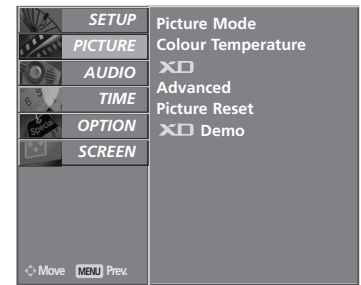 SETUP
PICTURE
AUDIO
TIME
OPTION
SCREEN
Move MENU Prev.
Picture Mode
Colour Temperature
XD
Advanced
Picture Reset
XD Demo